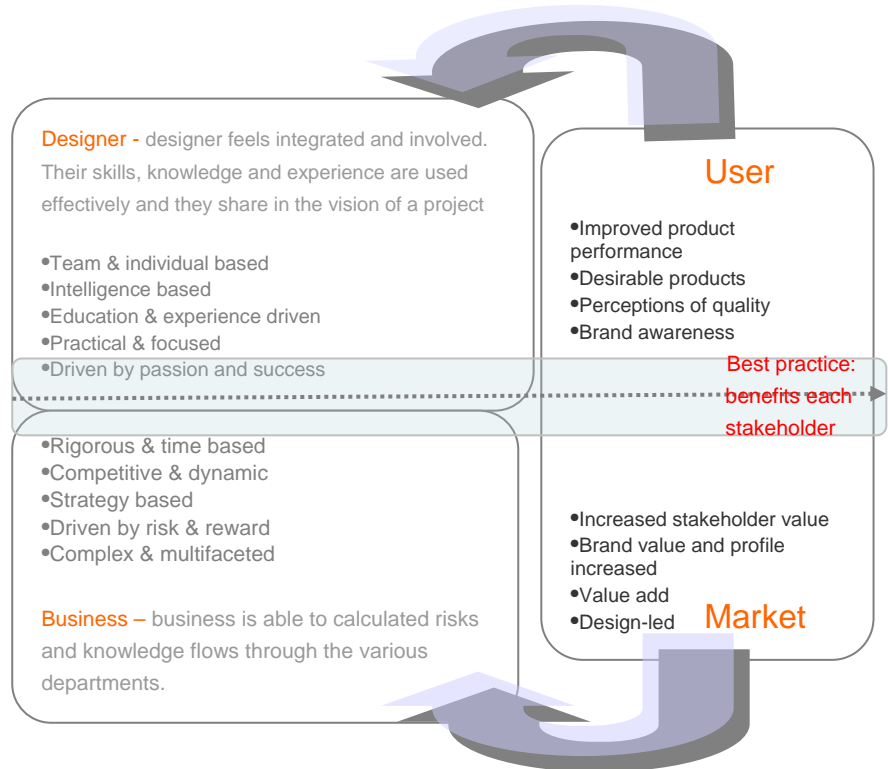 Designer - designer feels integrated and involved.
Their skills, knowledge and experience are used
effectively and they share in the vision of a project
•Team & individual based
•Intelligence based
•Education & experience driven
•Practical & focused
•Driven by passion and success
•Rigorous & time based
•Competitive & dynamic
•Strategy based
•Driven by risk & reward
•Complex & multifaceted
Business – business is able to calculated risks
and knowledge flows through the various
departments.
User
•Improved product
performance
•Desirable products
•Perceptions of quality
•Brand awareness
Best practice:
benefits each
stakeholder
•Increased stakeholder value
•Brand value and profile
increased
•Value add
•Design-led
Market